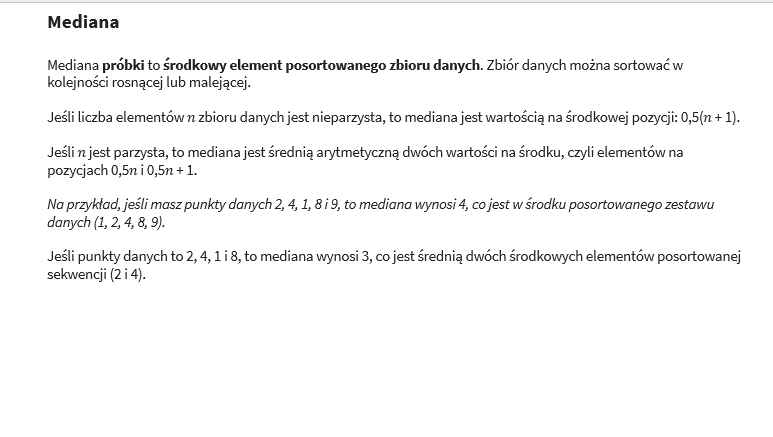 Mediana
Mediana próbki to środkowy element posortowanego zbioru danych. Zbiór danych można sortować w
kolejności rosnącej lub malejącej.
Jeśli liczba elementów n zbioru danych jest nieparzysta, to mediana jest wartością na środkowej pozycji: 0,5(n + 1).
Jeśli n jest parzysta, to mediana jest średnią arytmetyczną dwóch wartości na środku, czyli elementów na
pozycjach 0,5n i 0,5n + 1.
Na przykład, jeśli masz punkty danych 2, 4, 1, 8 i 9, to mediana wynosi 4, co jest w środku posortowanego zestawu
danych (1, 2, 4, 8, 9).
Jeśli punkty danych to 2, 4, 1 i 8, to mediana wynosi 3, co jest średnią dwóch środkowych elementów posortowanej
sekwencji (2 i 4).